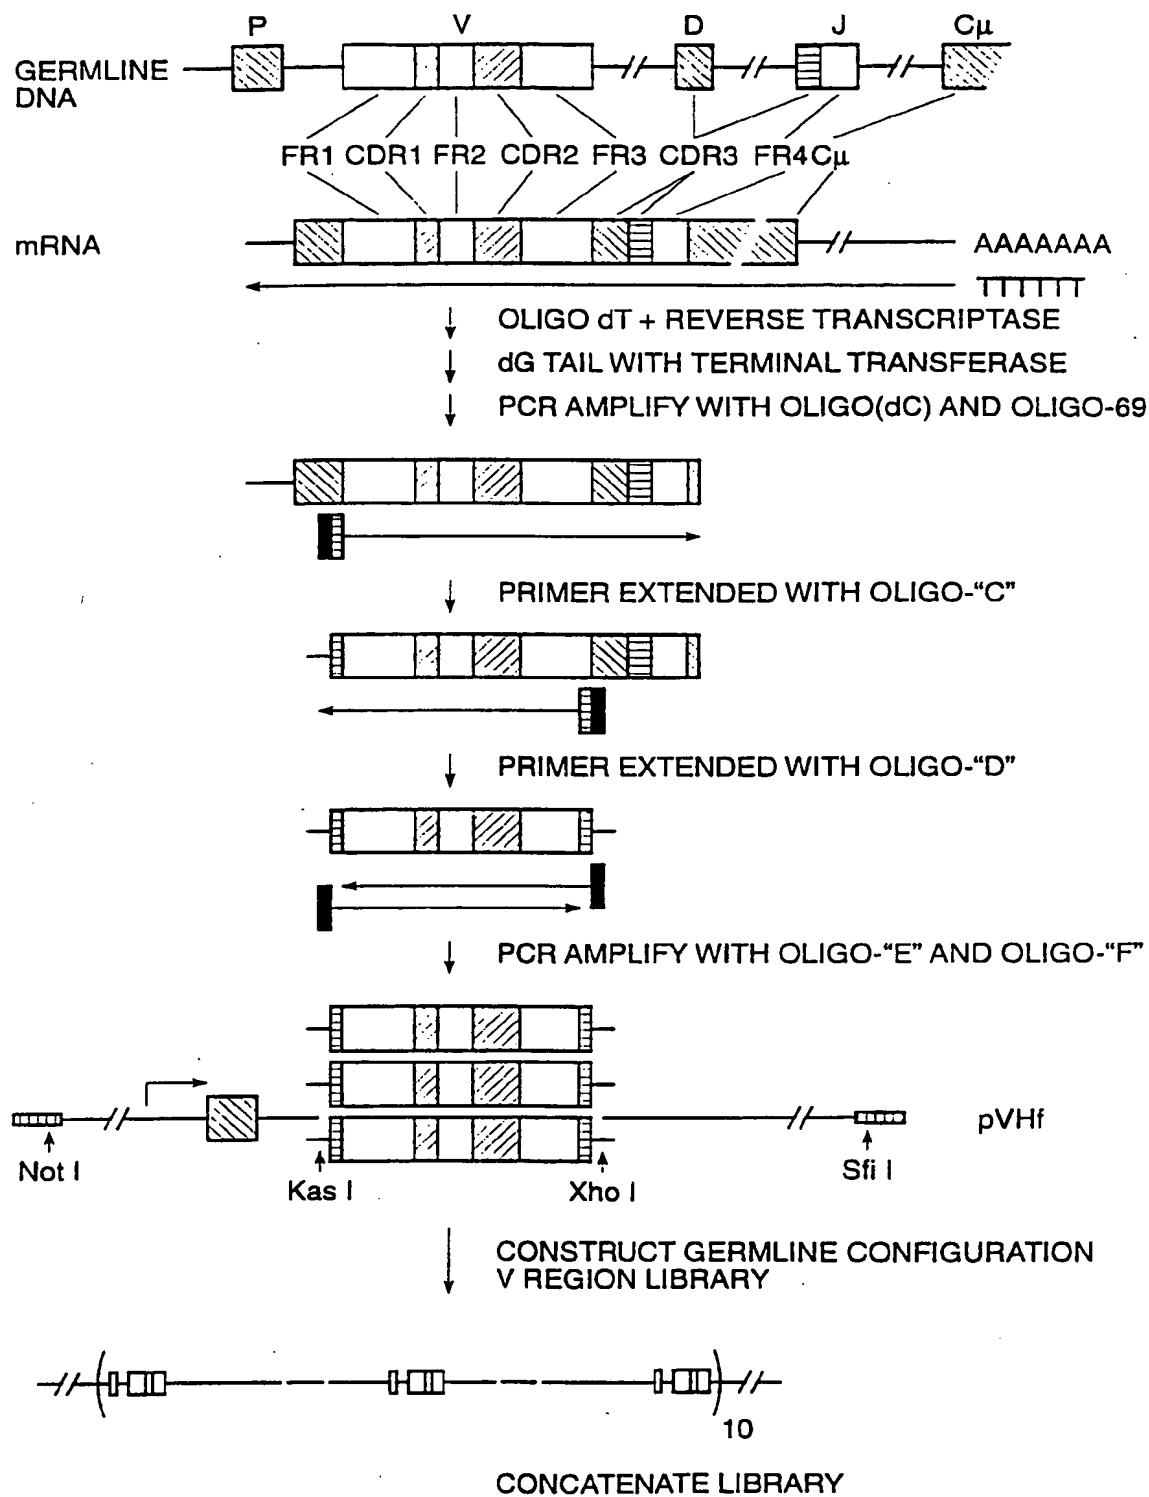 P V D J Cμ
GERMLINE
DNA
FR1 CDR1 FR2 CDR2 FR3 CDR3 FR4 Cμ
mRNA AAAAAAA
TTTTTT
OLIGO dT + REVERSE TRANSCRIPTASE
dG TAIL WITH TERMINAL TRANSFERASE
PCR AMPLIFY WITH OLIGO(dC) AND OLIGO-69
PRIMER EXTENDED WITH OLIGO-“C”
PRIMER EXTENDED WITH OLIGO-“D”
PCR AMPLIFY WITH OLIGO-“E” AND OLIGO-“F”
pVHf
Not I Sfi I
Kas I Xho I
CONSTRUCT GERMLINE CONFIGURATION
V REGION LIBRARY
10
CONCATENATE LIBRARY